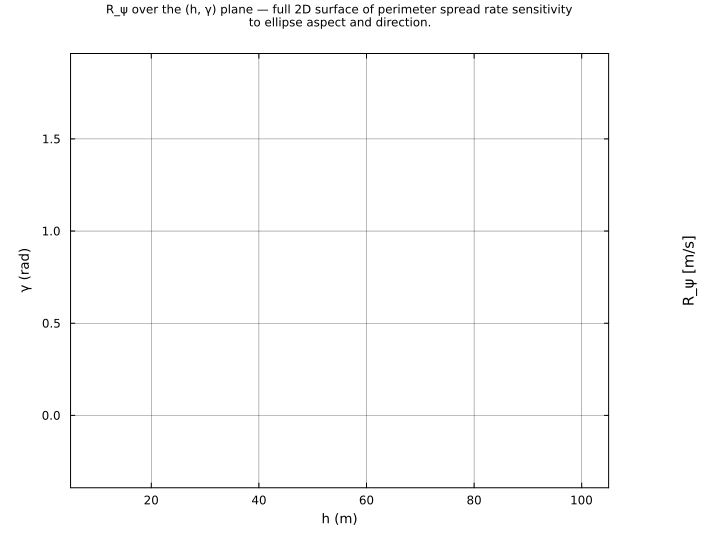 R_ψ over the (h, γ) plane — full 2D surface of perimeter spread rate sensitivity
to ellipse aspect and direction.
1.5
1.0
0.5
0.0
γ (rad)
20 40 60 80 100
h (m)
R_ψ [m/s]